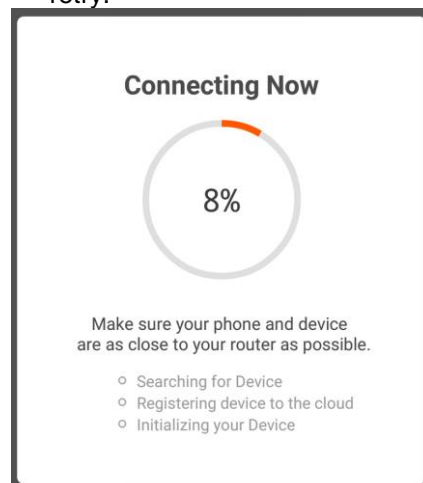 retry.
Connecting Now
8%
Make sure your phone and device
are as close to your router as possible.
Searching for Device
Registering device to the cloud
Initializing your Device